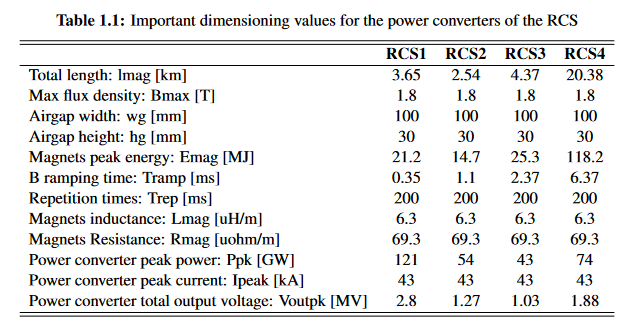 Table 1.1: Important dimensioning values for the power converters of the RCS
RCS1 RCS2 RCS3 RCS4
Total length: lmag [km] 3.65 2.54 4.37 20.38
Max flux density: Bmax [T] 1.8 1.8 1.8 1.8
Airgap width: wg [mm] 100 100 100 100
Airgap height: hg [mm] 30 30 30 30
Magnets peak energy: Emag [MJ] 21.2 14.7 25.3 118.2
B ramping time: Tramp [ms] 0.35 1.1 2.37 6.37
Repetition times: Trep [ms] 200 200 200 200
Magnets inductance: Lmag [uH/m] 6.3 6.3 6.3 6.3
Magnets Resistance: Rmag [uohm/m] 69.3 69.3 69.3 69.3
Power converter peak power: Ppk [GW] 121 54 43 74
Power converter peak current: Ipeak [kA] 43 43 43 43
Power converter total output voltage: Voutpk [MV] 2.8 1.27 1.03 1.88